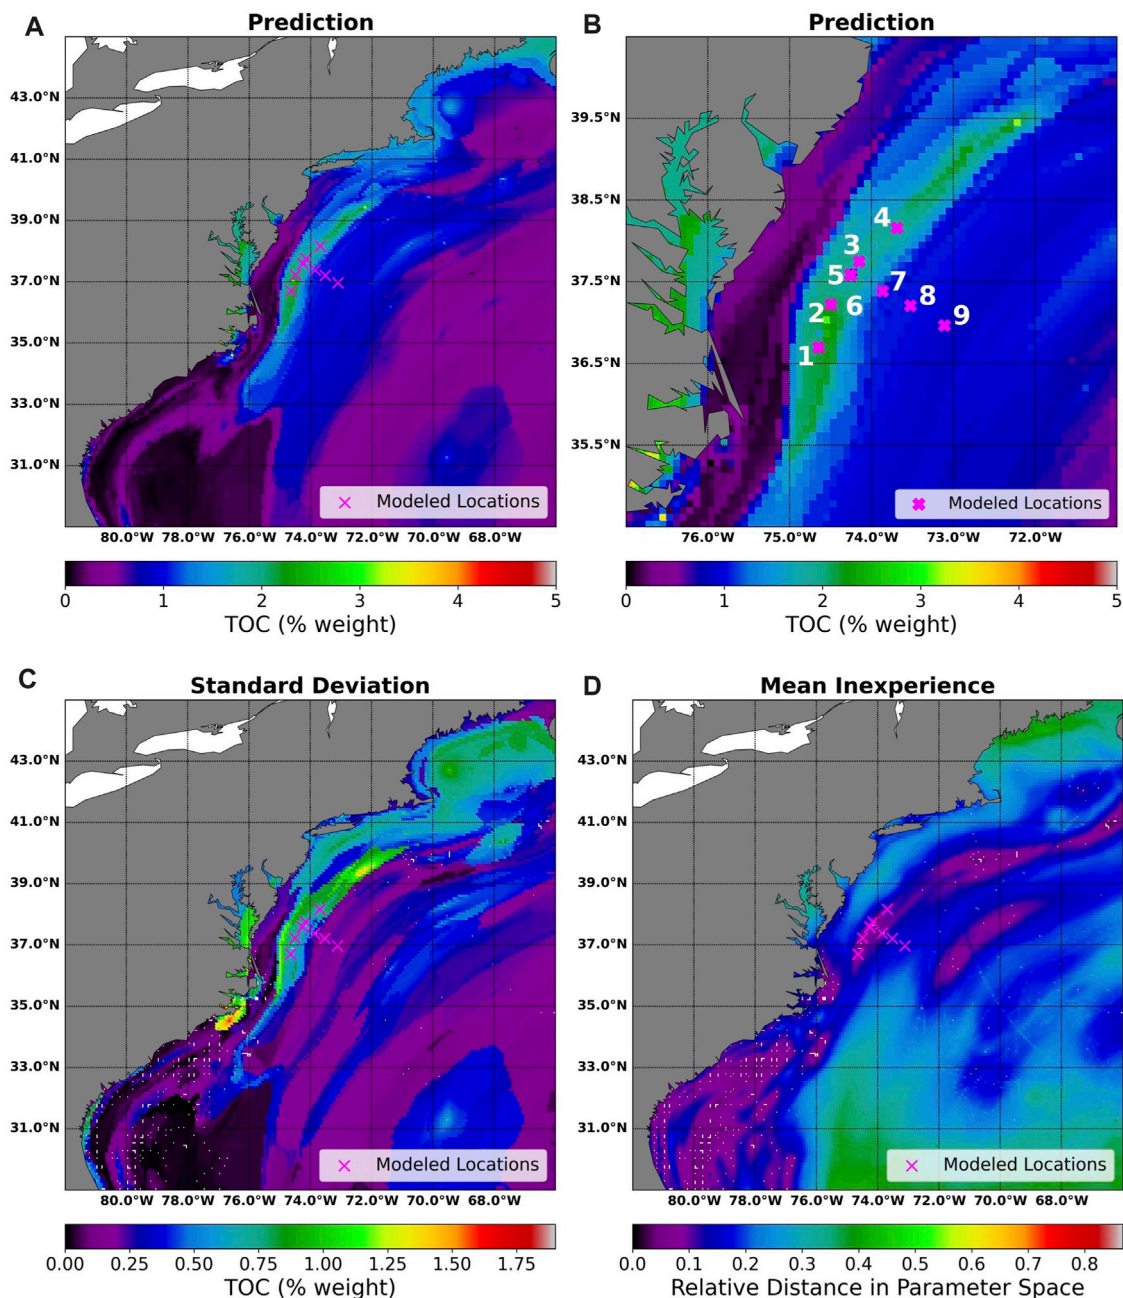 A
Prediction
43.0°N
41.0°N
39.0°N
37.0°N
35.0°N
33.0°N
31.0°N
Modeled Locations
80.0°W 78.0°W 76.0°W 74.0°W 72.0°W 70.0°W 68.0°W
0 1 2 3 4 5
TOC (% weight)
B
Prediction
39.5°N
38.5°N
37.5°N
36.5°N
35.5°N
4
3
5
7
8
2 6
9
1
Modeled Locations
76.0°W 75.0°W 74.0°W 73.0°W 72.0°W
0 1 2 3 4 5
TOC (% weight)
C
Standard Deviation
43.0°N
41.0°N
39.0°N
37.0°N
35.0°N
33.0°N
31.0°N
Modeled Locations
80.0°W 78.0°W 76.0°W 74.0°W 72.0°W 70.0°W 68.0°W
0.00 0.25 0.50 0.75 1.00 1.25 1.50 1.75
TOC (% weight)
D
Mean Inexperience
43.0°N
41.0°N
39.0°N
37.0°N
35.0°N
33.0°N
31.0°N
Modeled Locations
80.0°W 78.0°W 76.0°W 74.0°W 72.0°W 70.0°W 68.0°W
0.0 0.1 0.2 0.3 0.4 0.5 0.6 0.7 0.8
Relative Distance in Parameter Space